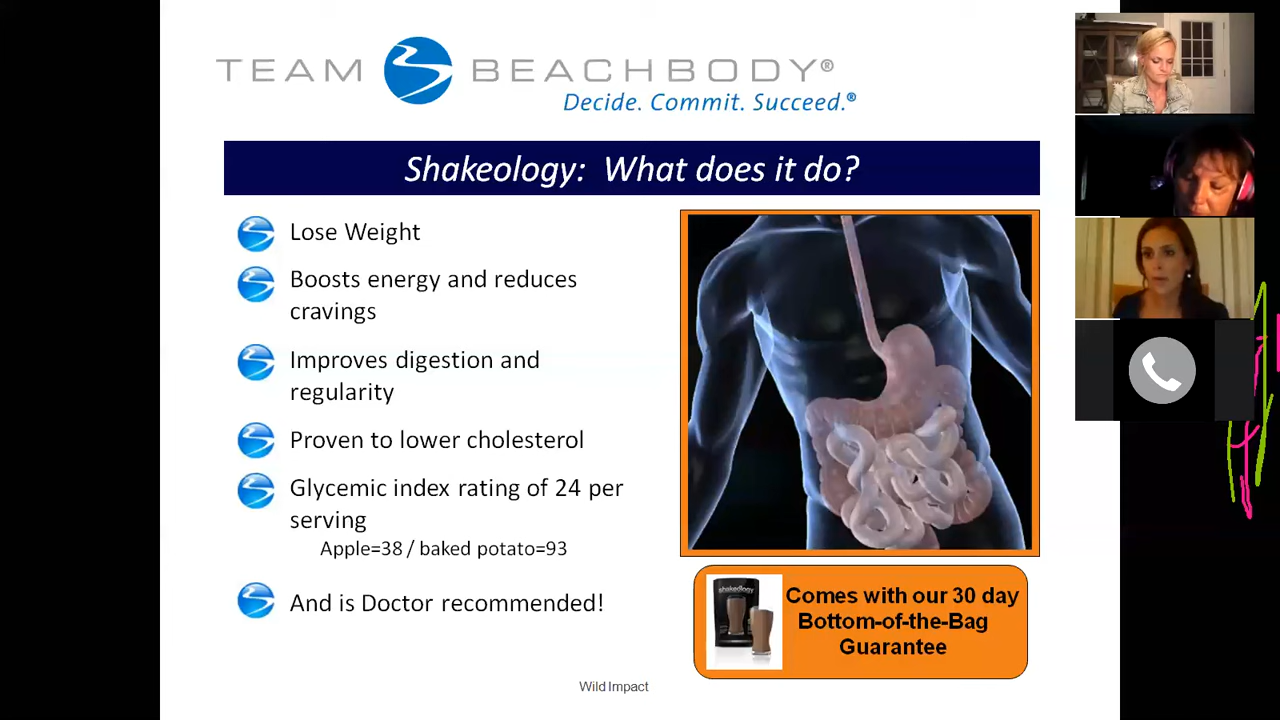 TEAM BEACHBODY®
Decide. Commit. Succeed.®
Shakeology: What does it do?
Lose Weight
Boosts energy and reduces
cravings
Improves digestion and
regularity
Proven to lower cholesterol
Glycemic index rating of 24 per
serving
Apple=38 / baked potato=93
And is Doctor recommended!
shakeology
Comes with our 30 day
Bottom-of-the-Bag
Guarantee
Wild Impact